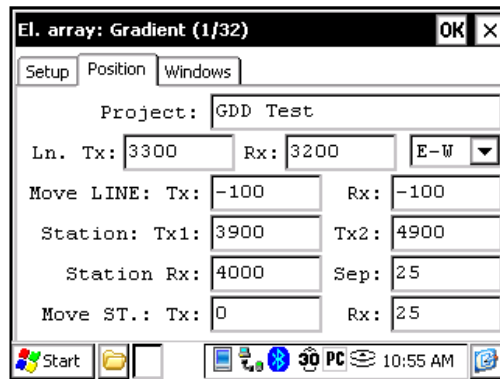 El. array: Gradient (1/32) OK ×
Setup Position Windows
Project: GDD Test
Ln. Tx: 3300 Rx: 3200 E-W
Move LINE: Tx: -100 Rx: -100
Station: Tx1: 3900 Tx2: 4900
Station Rx: 4000 Sep: 25
Move ST.: Tx: 0 Rx: 25
Start 30 PC 10:55 AM